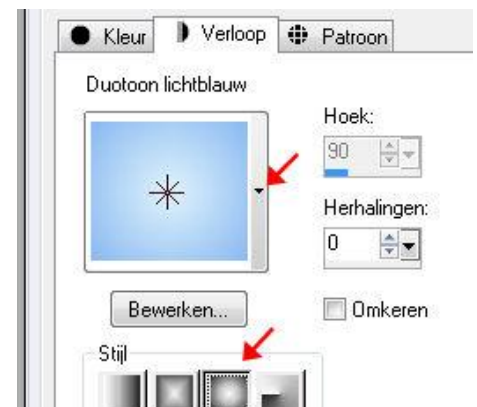 Kleur Verloop Patroon
Duotoon lichtblauw
Hoek:
90
Herhalingen:
0
Bewerken...
Omkeren
Stijl